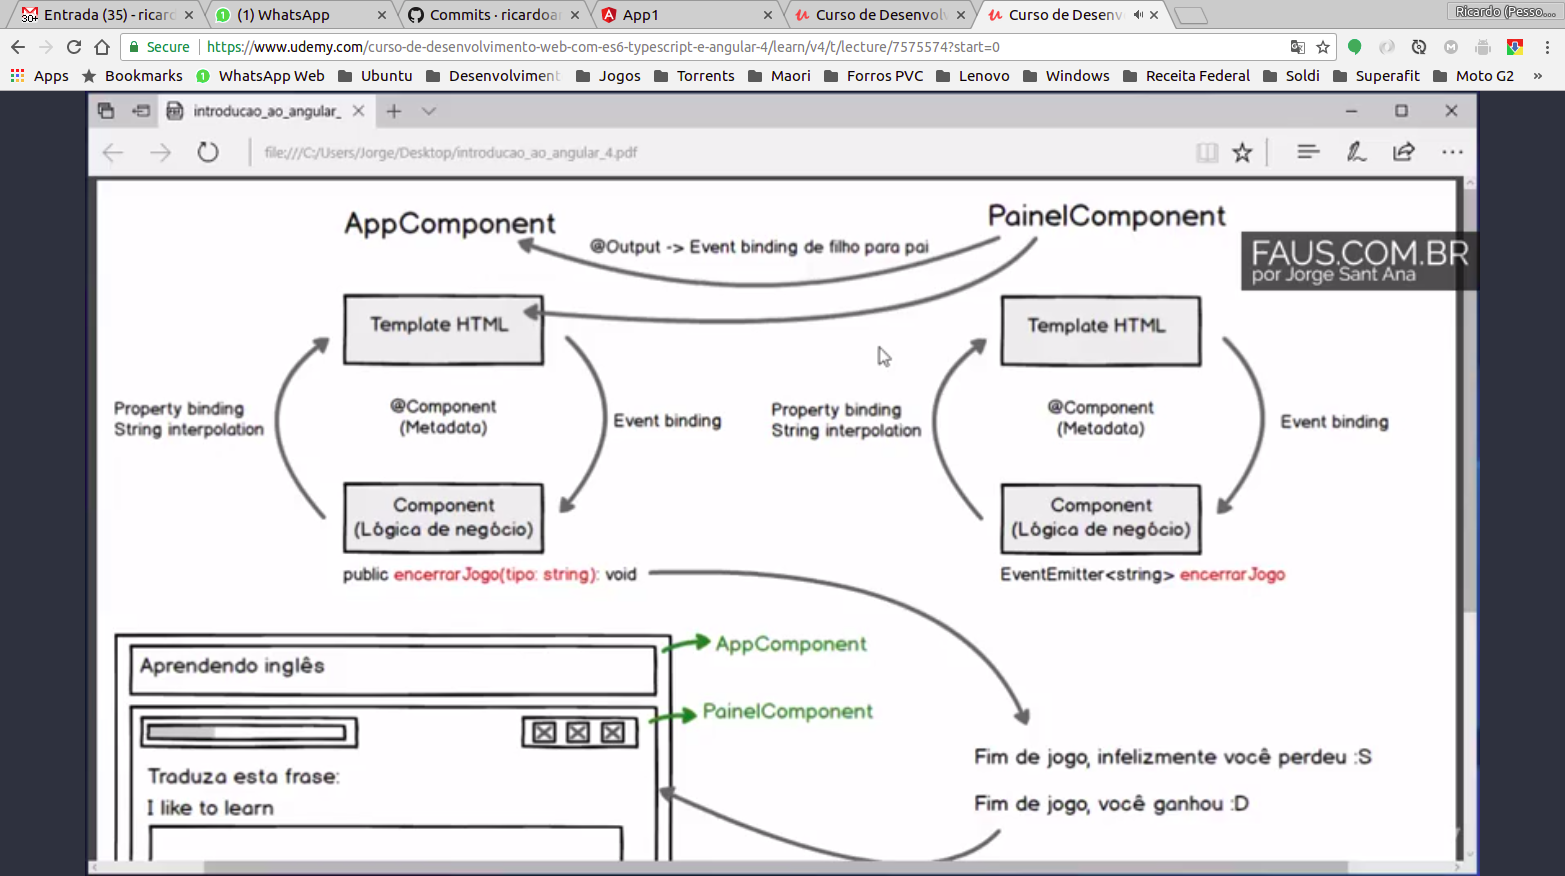 Entrada (35) - ricard
(1) WhatsApp
Commits · ricardoar
App1
Curso de Desenvolv
Curso de Desenv
Ricardo (Pesso...
30+
Secure
https://www.udemy.com/curso-de-desenvolvimento-web-com-es6-typescript-e-angular-4/learn/v4/t/lecture/7575574?start=0
Apps
Bookmarks
WhatsApp Web
Ubuntu
Desenvolviment
Jogos
Torrents
Maori
Forros PVC
Lenovo
Windows
Receita Federal
Soldi
Superafit
Moto G2
»
introducao_ao_angular_
file:///C:/Users/Jorge/Desktop/introducao_ao_angular_4.pdf
AppComponent
PainelComponent
@Output -> Event binding de filho para pai
FAUS.COM.BR
por Jorge Sant Ana
Template HTML
Template HTML
Property binding
String interpolation
@Component
(Metadata)
Event binding
Property binding
String interpolation
@Component
(Metadata)
Event binding
Component
(Lógica de negócio)
Component
(Lógica de negócio)
public encerrarJogo(tipo: string): void
EventEmitter<string> encerrarJogo
AppComponent
Aprendendo inglês
PainelComponent
Traduza esta frase:
I like to learn
Fim de jogo, infelizmente você perdeu :S
Fim de jogo, você ganhou :D